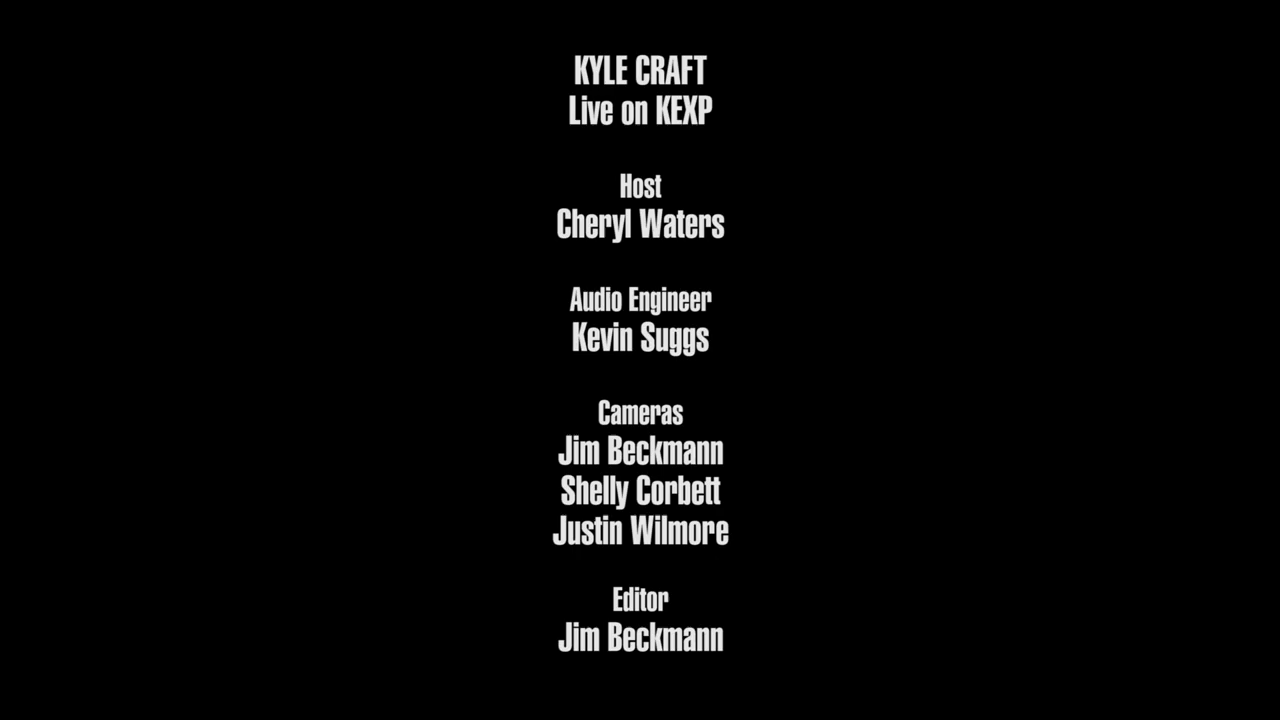 KYLE CRAFT
Live on KEXP
Host
Cheryl Waters
Audio Engineer
Kevin Suggs
Cameras
Jim Beckmann
Shelly Corbett
Justin Wilmore
Editor
Jim Beckmann